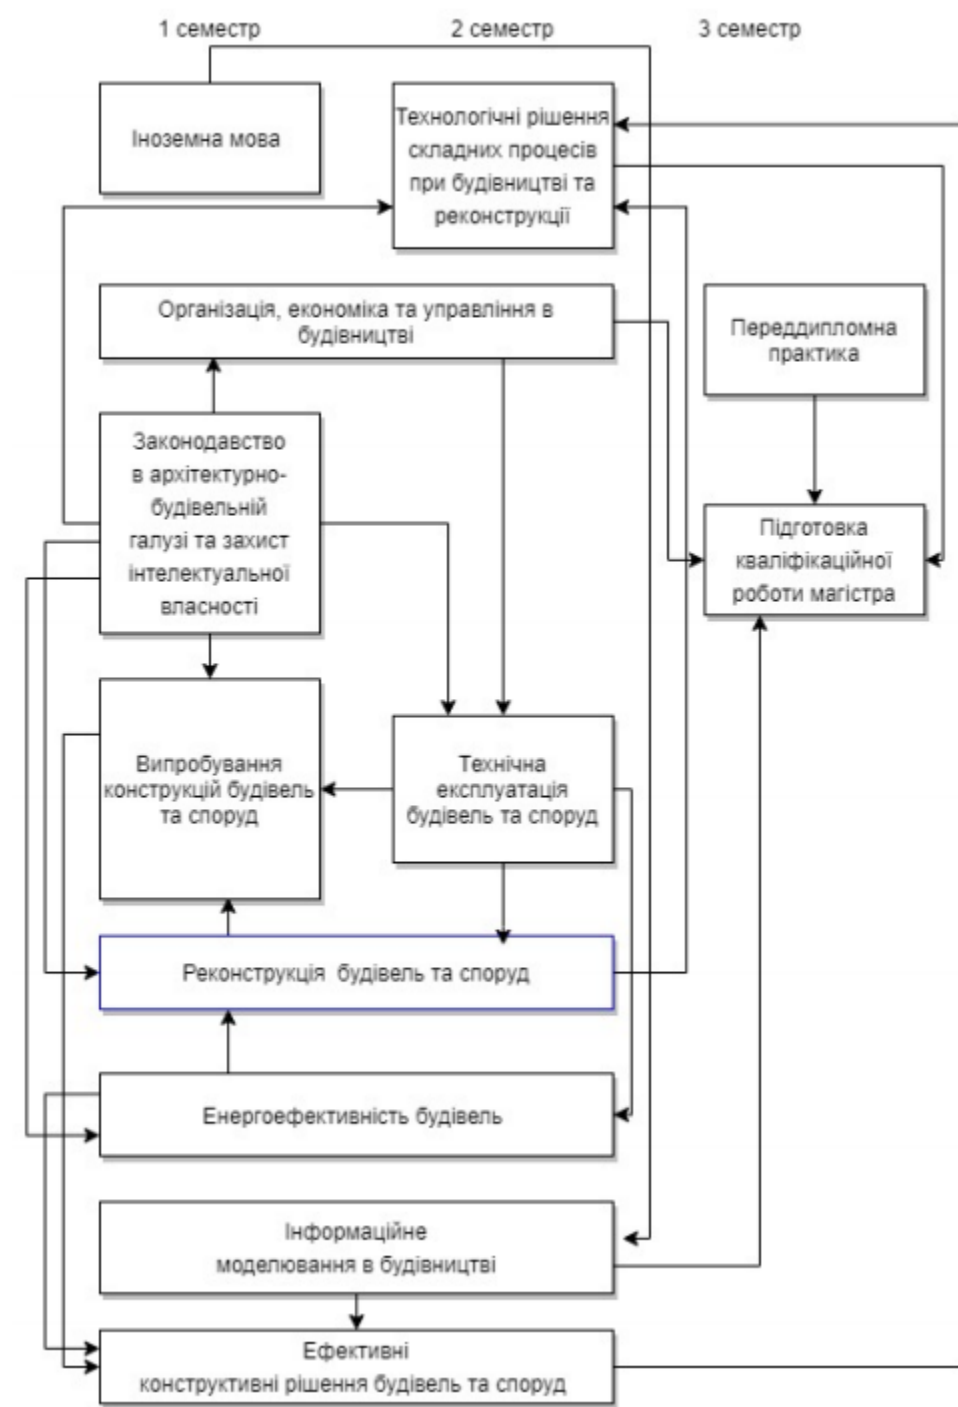 1 семестр
2 семестр
3 семестр
Іноземна мова
Технологічні рішення
складних процесів
при будівництві та
реконструкції
Організація, економіка та управління в
будівництві
Переддипломна
практика
Законодавство
в архітектурно-
будівельній
галузі та захист
інтелектуальної
власності
Підготовка
кваліфікаційної
роботи магістра
Випробування
конструкцій будівель
та споруд
Технічна
експлуатація
будівель та споруд
Реконструкція будівель та споруд
Енергоефективність будівель
Інформаційне
моделювання в будівництві
Ефективні
конструктивні рішення будівель та споруд